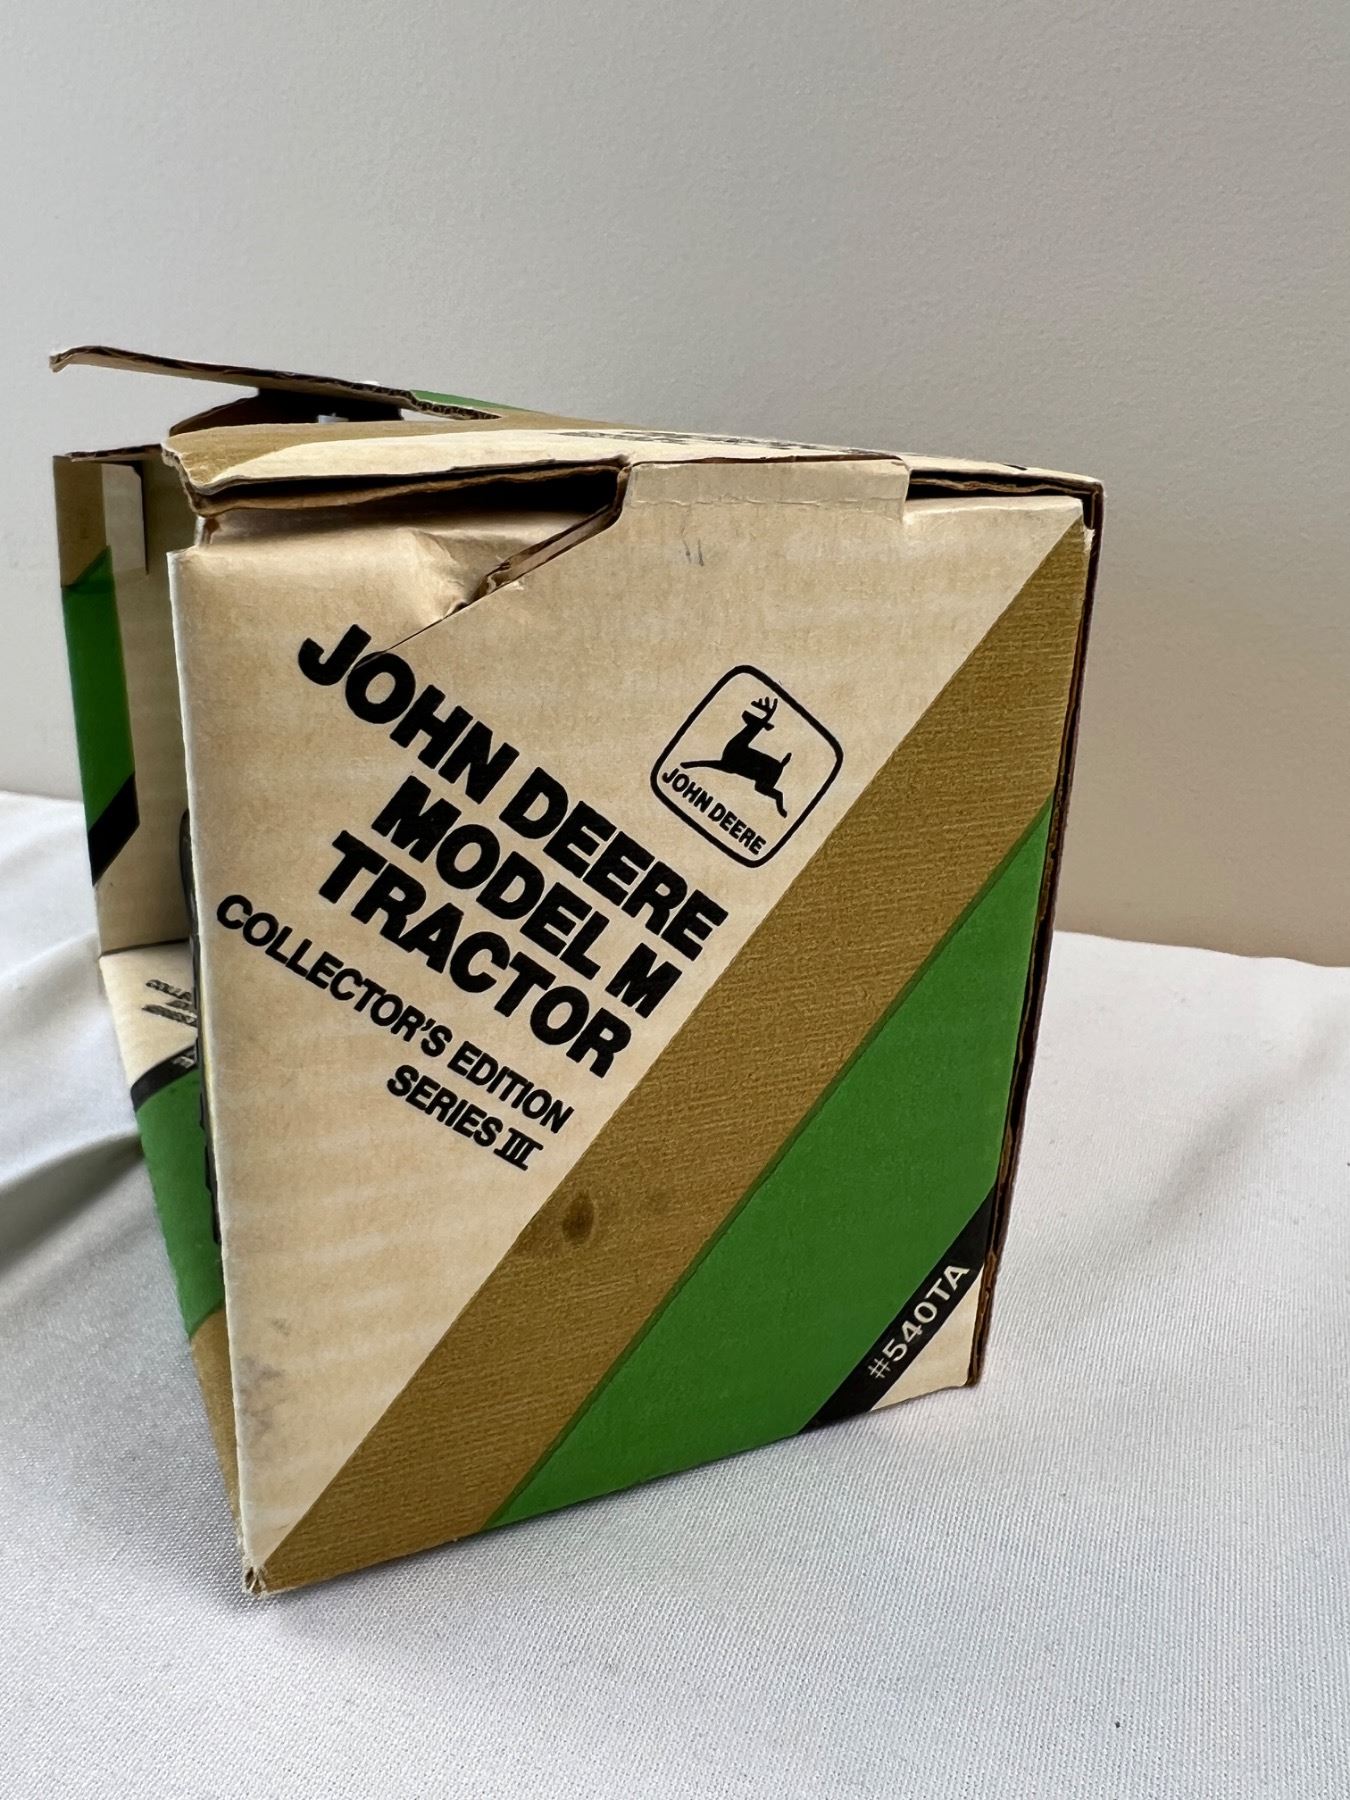 JOHN DEERE
MODEL M
TRACTOR
COLLECTOR'S EDITION
SERIES III
JOHN DEERE
#540TA